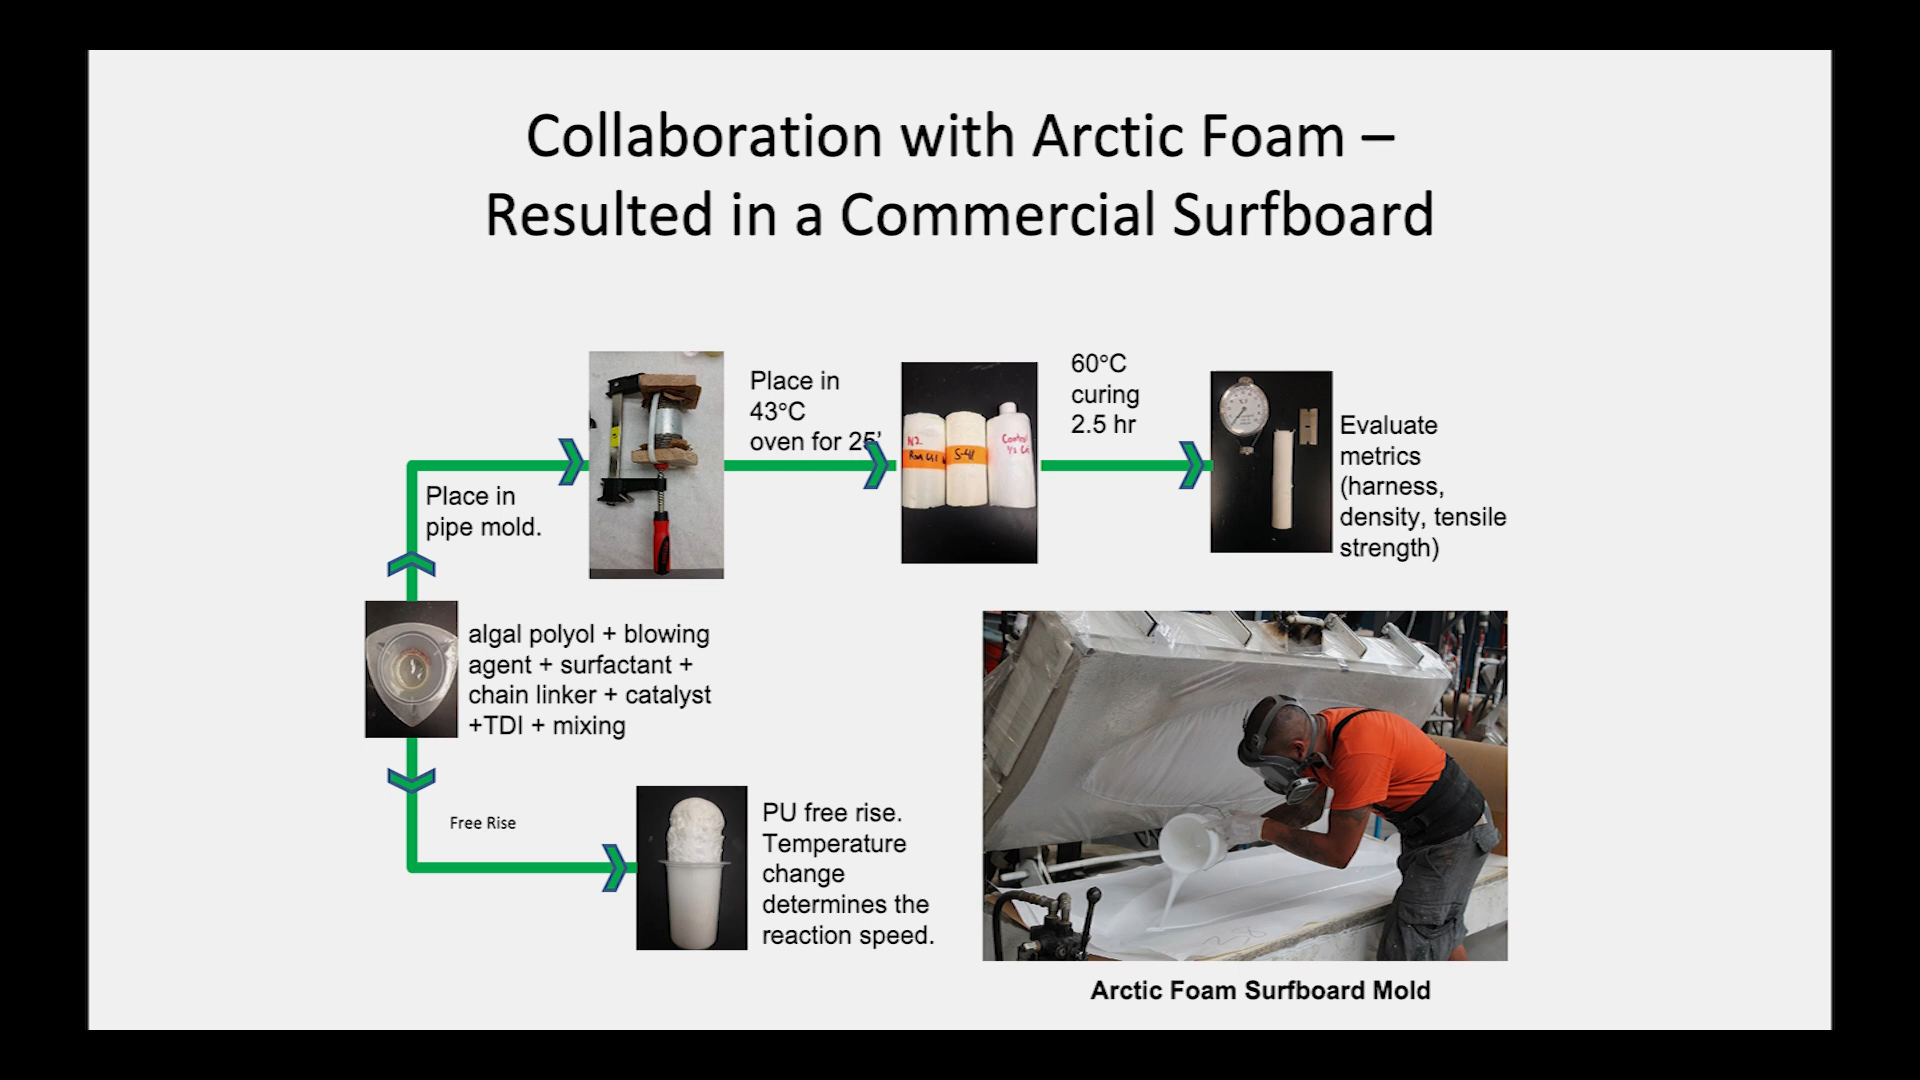 Collaboration with Arctic Foam –
Resulted in a Commercial Surfboard
Place in
43°C
oven for 25'
60°C
curing
2.5 hr
Evaluate
metrics
(harness,
density, tensile
strength)
Place in
pipe mold.
N2
S-41
Control
algal polyol + blowing
agent + surfactant +
chain linker + catalyst
+TDI + mixing
Free Rise
PU free rise.
Temperature
change
determines the
reaction speed.
Arctic Foam Surfboard Mold